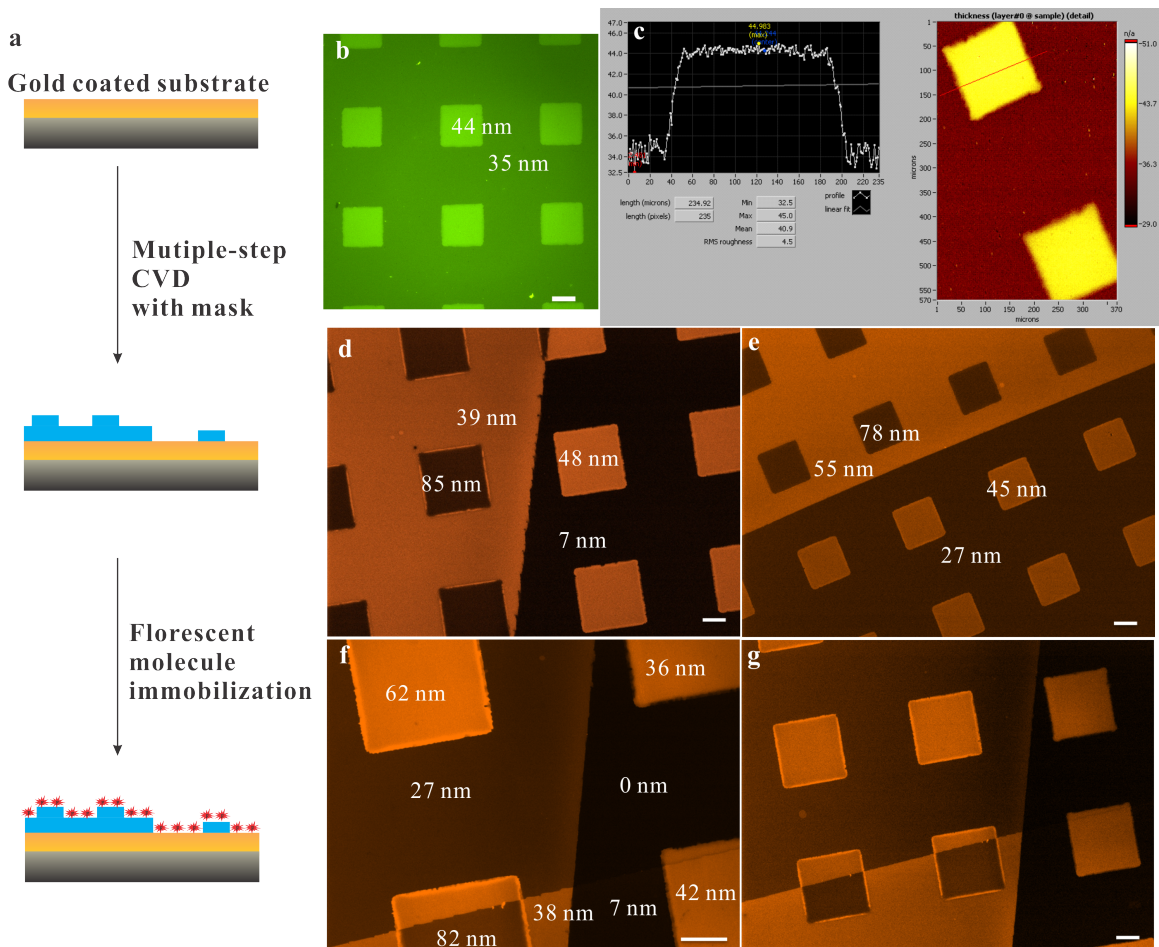 a
Gold coated substrate
Mutiple-step
CVD
with mask
Florescent
molecule
immobilization
b
44 nm
35 nm
c
47.0
44.0
42.0
40.0
38.0
36.0
34.0
32.5
44.983
(max)
0 20 40 60 80 100 120 140 160 180 200 220 235
length (microns) 234.92
length (pixels) 235
Min 32.5
Max 45.0
Mean 40.9
RMS roughness 4.5
profile
linear fit
thickness (layer#0 @ sample) (detail)
microns
1
50
100
150
200
250
300
350
400
450
500
550
570
1 50 100 150 200 250 300 370
microns
n/a
51.0
43.7
36.3
29.0
d
39 nm
48 nm
85 nm
7 nm
e
78 nm
55 nm
45 nm
27 nm
f
36 nm
62 nm
27 nm
0 nm
38 nm
7 nm
42 nm
82 nm
g